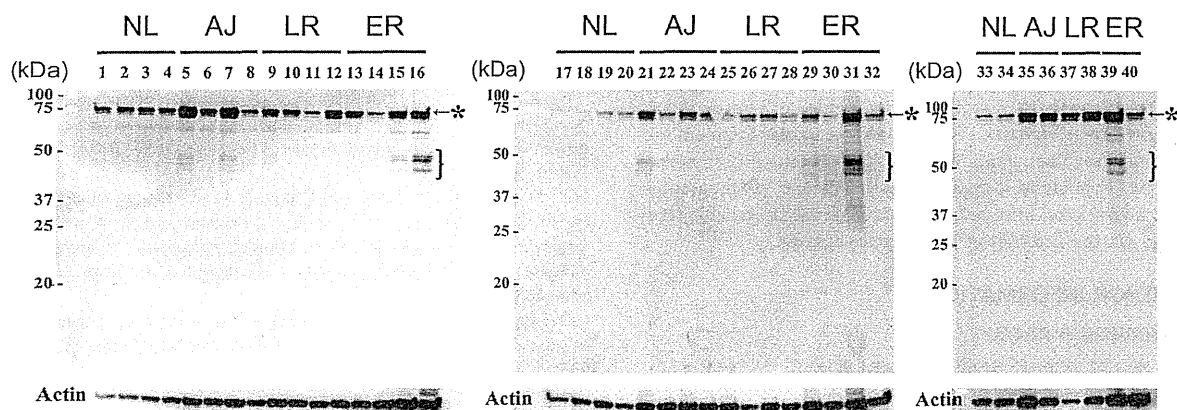 NL AJ LR ER NL AJ LR ER NL AJ LR ER
(kDa) 1 2 3 4 5 6 7 8 9 10 11 12 13 14 15 16 (kDa) 17 18 19 20 21 22 23 24 25 26 27 28 29 30 31 32 (kDa) 33 34 35 36 37 38 39 40
100 - 100 - 100 -
75 - ←* 75 - ←* 75 - ←*
50 - } 50 - } 50 - }
37 - 37 - 37 -
25 - 25 - 25 -
20 - 20 - 20 -
Actin Actin Actin